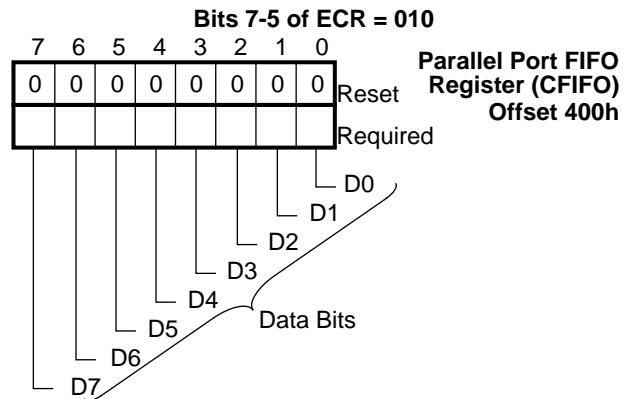 Bits 7-5 of ECR = 010
7 6 5 4 3 2 1 0
Parallel Port FIFO
Register (CFIFO)
Offset 400h
0 0 0 0 0 0 0 0 Reset
Required
D0
D1
D2
D3
D4
Data Bits
D5
D6
D7